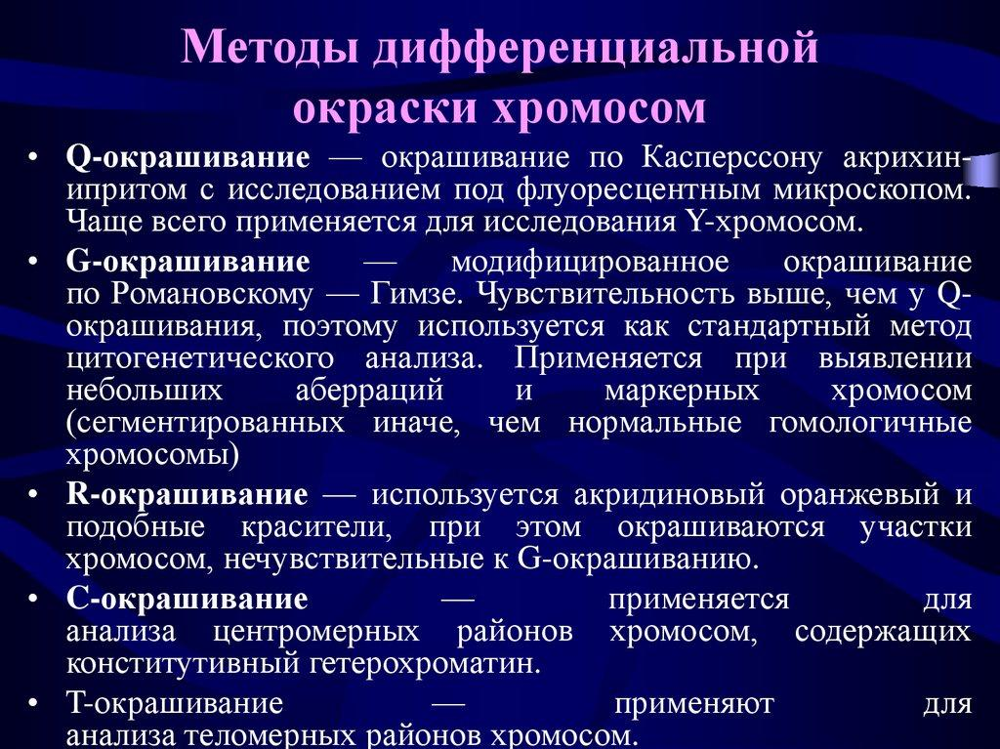 Методы дифференциальной
окраски хромосом
• Q-окрашивание — окрашивание по Касперссону акрихин-
ипритом с исследованием под флуоресцентным микроскопом.
Чаще всего применяется для исследования Y-хромосом.
• G-окрашивание — модифицированное окрашивание
по Романовскому — Гимзе. Чувствительность выше, чем у Q-
окрашивания, поэтому используется как стандартный метод
цитогенетического анализа. Применяется при выявлении
небольших аберраций и маркерных хромосом
(сегментированных иначе, чем нормальные гомологичные
хромосомы)
• R-окрашивание — используется акридиновый оранжевый и
подобные красители, при этом окрашиваются участки
хромосом, нечувствительные к G-окрашиванию.
• C-окрашивание — применяется для
анализа центромерных районов хромосом, содержащих
конститутивный гетерохроматин.
• T-окрашивание — применяют для
анализа теломерных районов хромосом.